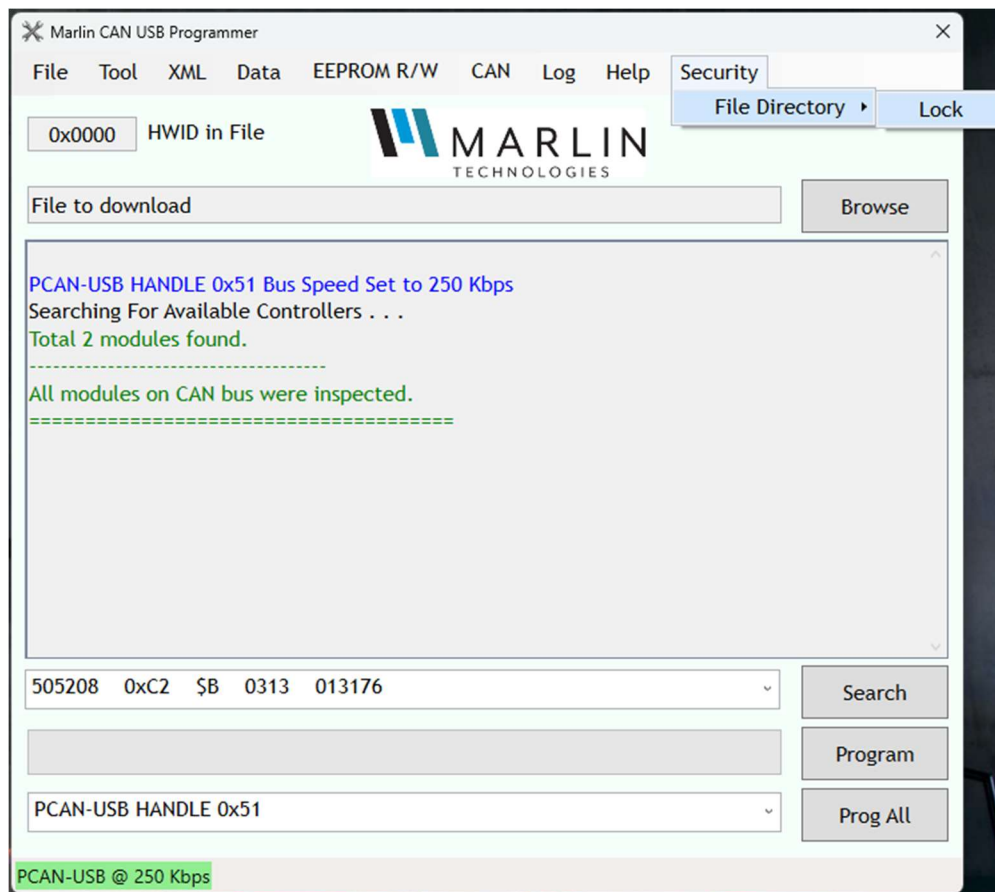 Marlin CAN USB Programmer
File Tool XML Data EEPROM R/W CAN Log Help Security
File Directory Lock
0x0000 HWID in File
MARLIN
TECHNOLOGIES
File to download Browse
PCAN-USB HANDLE 0x51 Bus Speed Set to 250 Kbps
Searching For Available Controllers . . .
Total 2 modules found.
-------------------------------------
All modules on CAN bus were inspected.
======================================
505208 0xC2 $B 0313 013176 Search
Program
PCAN-USB HANDLE 0x51 Prog All
PCAN-USB @ 250 Kbps